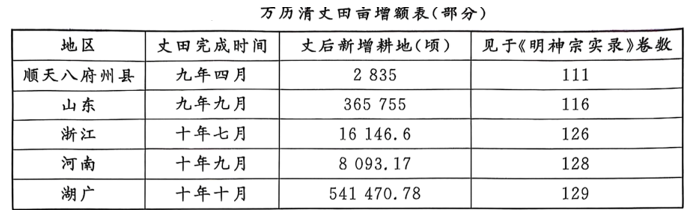 万历清丈田亩增额表(部分)
地区 丈田完成时间 丈后新增耕地(顷) 见于《明神宗实录》卷数
顺天八府州县 九年四月 2 835 111
山东 九年九月 365 755 116
浙江 十年七月 16 146.6 126
河南 十年九月 8 093.17 128
湖广 十年十月 541 470.78 129